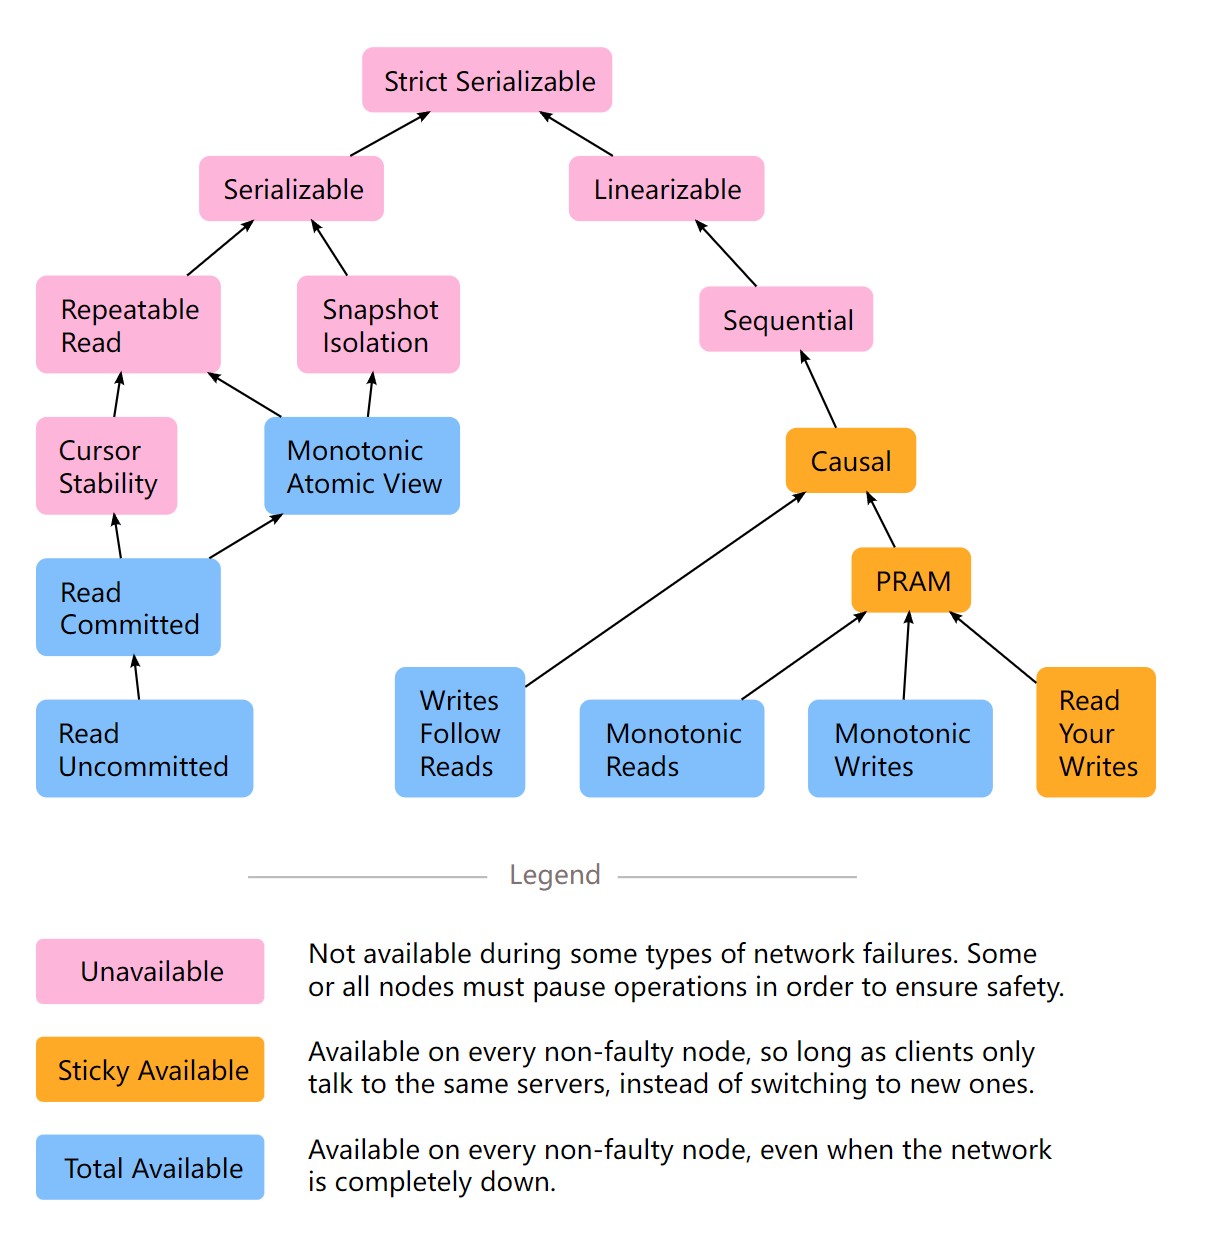 Strict Serializable
Serializable
Linearizable
Repeatable
Read
Snapshot
Isolation
Sequential
Cursor
Stability
Monotonic
Atomic View
Causal
Read
Committed
PRAM
Read
Uncommitted
Writes
Follow
Reads
Monotonic
Reads
Monotonic
Writes
Read
Your
Writes
Legend
Unavailable
Not available during some types of network failures. Some
or all nodes must pause operations in order to ensure safety.
Sticky Available
Available on every non-faulty node, so long as clients only
talk to the same servers, instead of switching to new ones.
Total Available
Available on every non-faulty node, even when the network
is completely down.